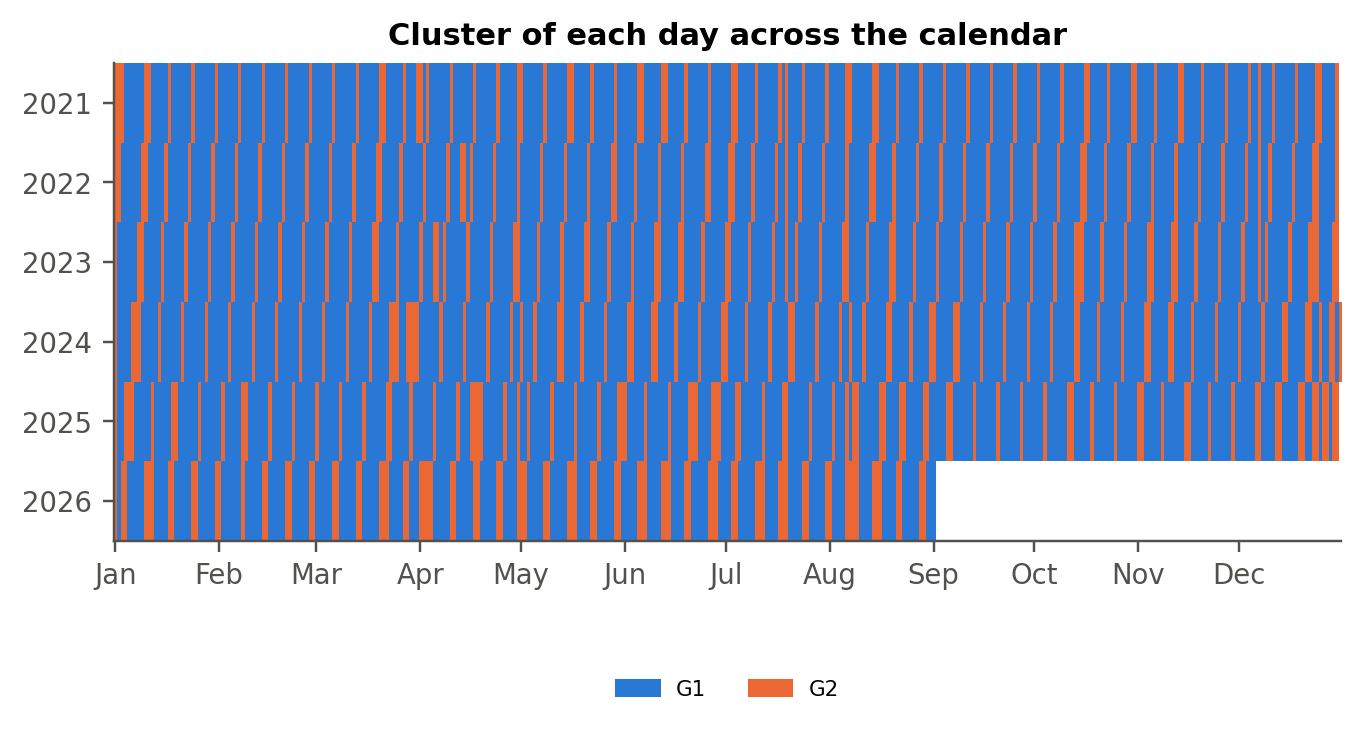 Cluster of each day across the calendar
2021
2022
2023
2024
2025
2026
Jan Feb Mar Apr May Jun Jul Aug Sep Oct Nov Dec
G1 G2